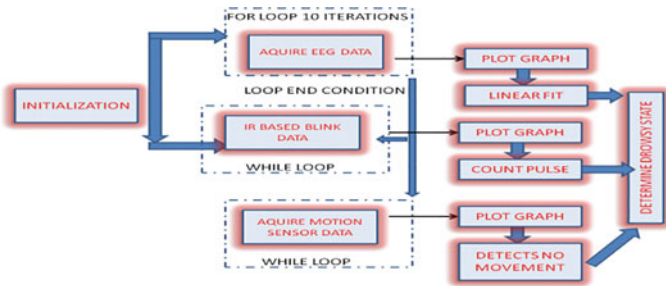 FOR LOOP 10 ITERATIONS
AQUIRE EEG DATA
PLOT GRAPH
LINEAR FIT
INITIALIZATION
LOOP END CONDITION
IR BASED BLINK
DATA
WHILE LOOP
PLOT GRAPH
COUNT PULSE
DETERMINE DROWSY STATE
AQUIRE MOTION
SENSOR DATA
WHILE LOOP
PLOT GRAPH
DETECTS NO
MOVEMENT